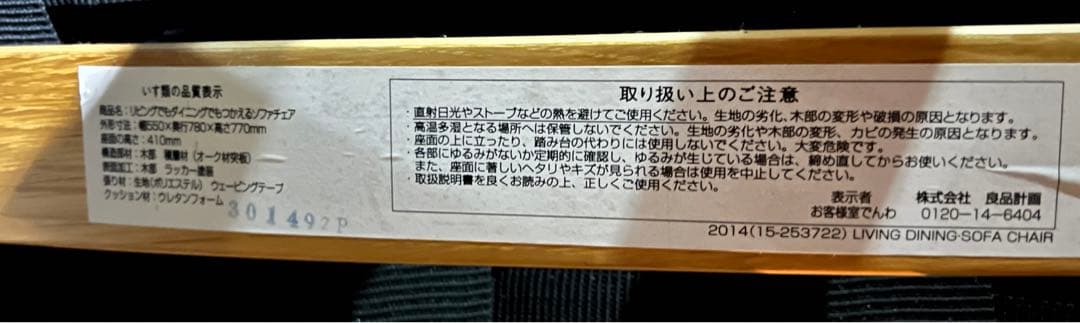 いす類の品質表示
商品名：リビングでもダイニングでもつかえるソファチェア
外形寸法：幅550×奥行780×高さ770mm
座面の高さ：410mm
構造部材：木部 積層材（オーク材突板）
表面加工：木部 ラッカー塗装
張り材：生地（ポリエステル） ウェービングテープ
クッション材：ウレタンフォーム
301492P
取り扱い上のご注意
・直射日光やストーブなどの熱を避けてご使用ください。生地の劣化、木部の変形や破損の原因となります。
・高温多湿となる場所へは保管しないでください。生地の劣化や木部の変形、カビの発生の原因となります。
・座面の上に立ったり、踏み台の代わりには使用しないでください。大変危険です。
・各部にゆるみがないか定期的に確認し、ゆるみが生じている場合は、締め直してからお使いください。
また、座面に著しいヘタリやキズが見られる場合は使用を中止してください。
・取扱説明書を良くお読みの上、正しくご使用ください。
表示者 株式会社 良品計画
お客様室でんわ 0120-14-6404
2014(15-253722) LIVING DINING-SOFA CHAIR